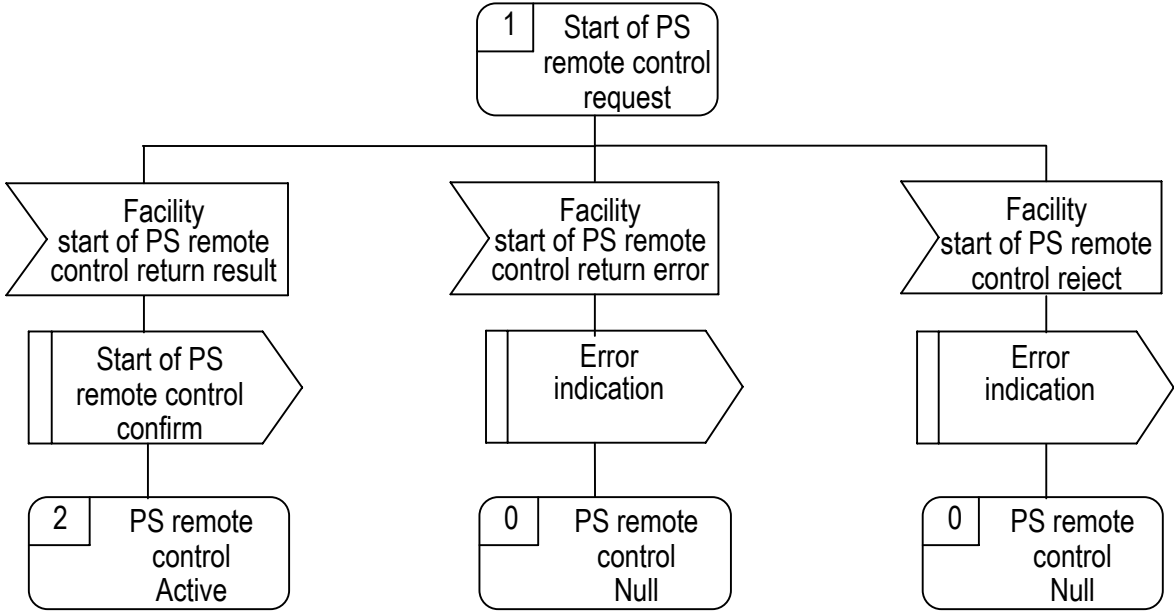 1
Start of PS
remote control
request
Facility
start of PS remote
control return result
Facility
start of PS remote
control return error
Facility
start of PS remote
control reject
Start of PS
remote control
confirm
Error
indication
Error
indication
2
PS remote
control
Active
0
PS remote
control
Null
0
PS remote
control
Null